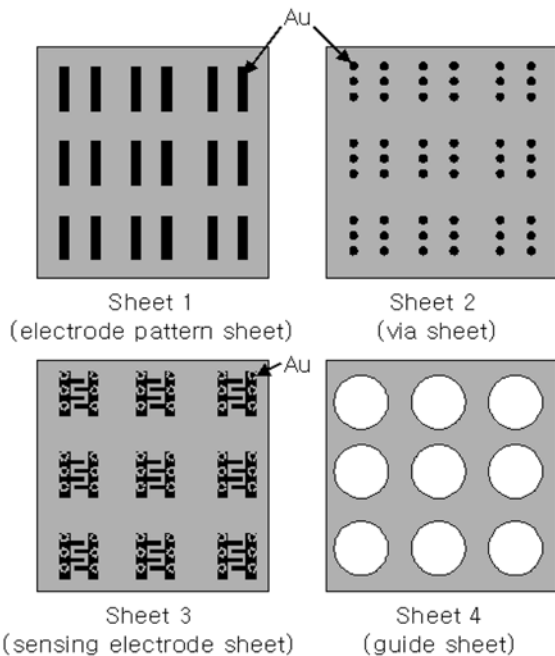 Au
Sheet 1
(electrode pattern sheet)
Sheet 2
(via sheet)
Au
Sheet 3
(sensing electrode sheet)
Sheet 4
(guide sheet)